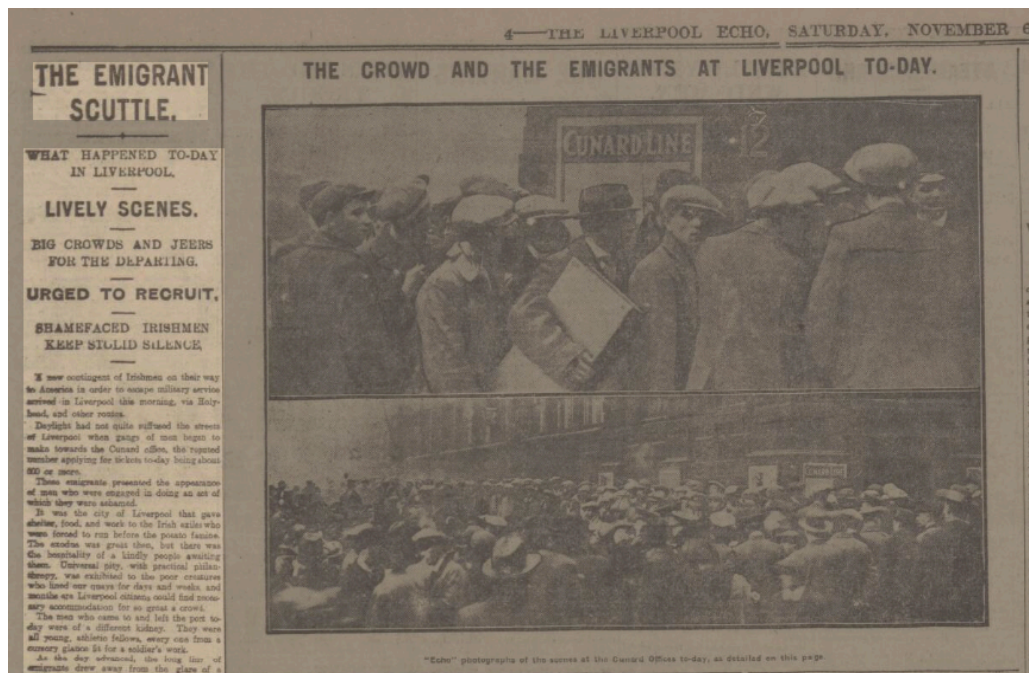 4—THE LIVERPOOL ECHO, SATURDAY, NOVEMBER 6
THE EMIGRANT
SCUTTLE.
WHAT HAPPENED TO-DAY
IN LIVERPOOL.
LIVELY SCENES.
BIG CROWDS AND JEERS
FOR THE DEPARTING.
URGED TO RECRUIT.
SHAMEFACED IRISHMEN
KEEP STOLID SILENCE.
A new contingent of Irishmen on their way
to America in order to escape military service
arrived in Liverpool this morning, via Holy-
head, and other routes.
Daylight had not quite suffused the streets
of Liverpool when gangs of men began to
make towards the Cunard office, the reputed
number applying for tickets to-day being about
600 or more.
These emigrants presented the appearance
of men who were engaged in doing an act of
which they were ashamed.
It was the city of Liverpool that gave
shelter, food, and work to the Irish exiles who
were forced to run before the potato famine.
The exodus was great then, but there was
the hospitality of a kindly people awaiting
them. Universal pity, with practical philan-
thropy, was exhibited to the poor creatures
who lined our quays for days and weeks, and
months ere Liverpool citizens could find neces-
sary accommodation for so great a crowd.
The men who came to and left the port to-
day were of a different kidney. They were
all young, athletic fellows, every one from a
cursory glance fit for a soldier's work.
As the day advanced, the long line of
emigrants drew away from the glare of a
THE CROWD AND THE EMIGRANTS AT LIVERPOOL TO-DAY.
CUNARD LINE
12
CUNARD LINE
"Echo" photographs of the scenes at the Cunard Offices to-day, as detailed on this page.